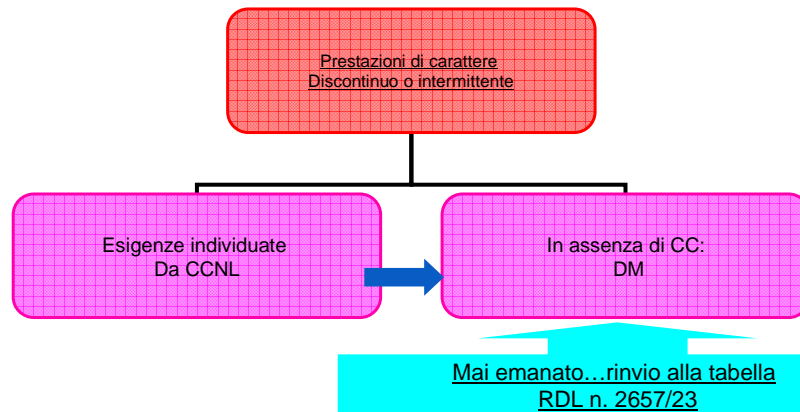 Prestazioni di carattere
Discontinuo o intermittente
Esigenze individuate
Da CCNL
In assenza di CC:
DM
Mai emanato…rinvio alla tabella
RDL n. 2657/23